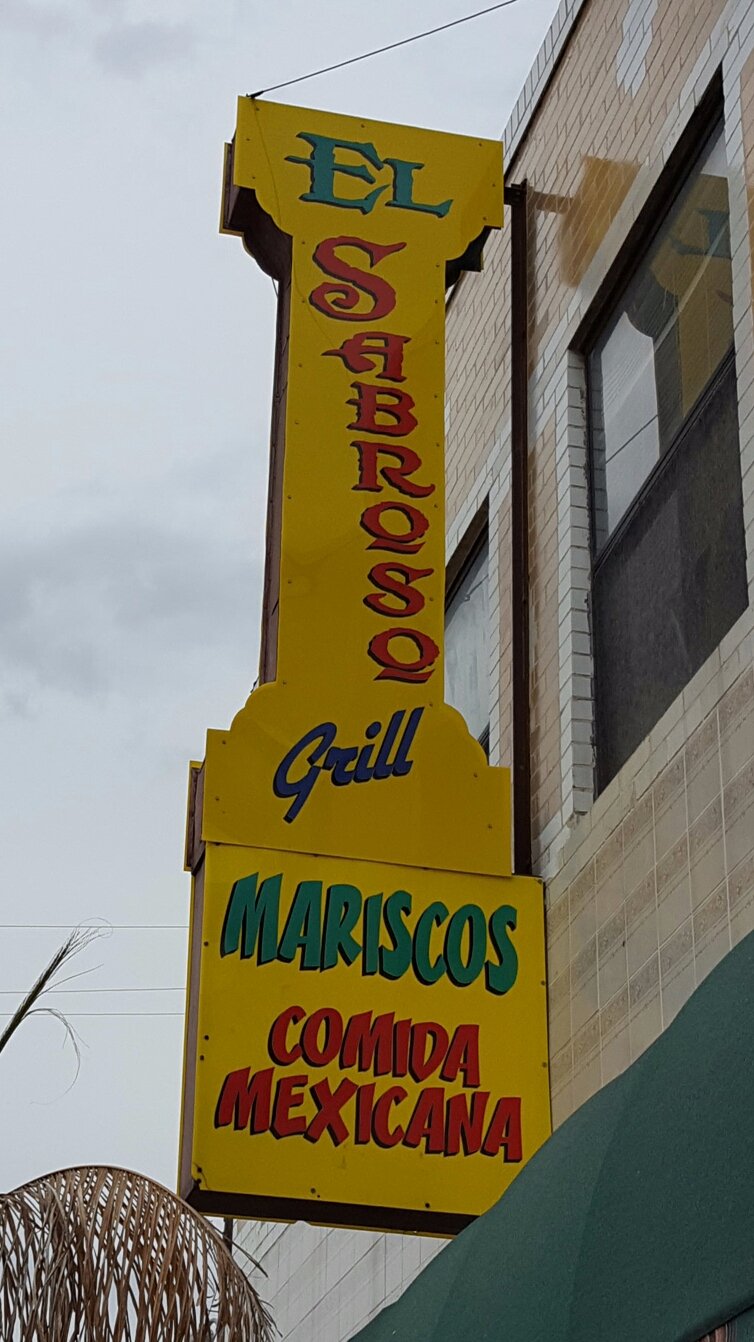 EL
SABROSO
Grill
MARISCOS
COMIDA
MEXICANA